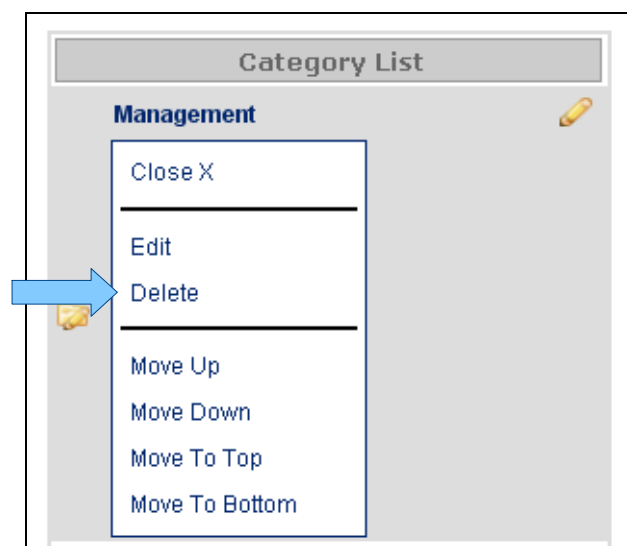 Category List
Management
Close X
Edit
Delete
Move Up
Move Down
Move To Top
Move To Bottom